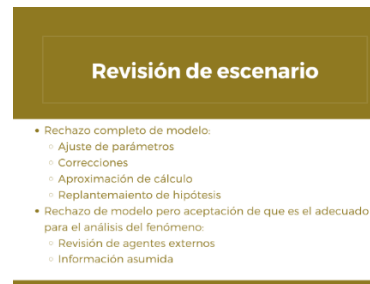 Revisión de escenario
• Rechazo completo de modelo:
○ Ajuste de parámetros
○ Correcciones
○ Aproximación de cálculo
○ Replantemaiento de hipótesis
• Rechazo de modelo pero aceptación de que es el adecuado
para el análisis del fenómeno:
○ Revisión de agentes externos
○ Información asumida